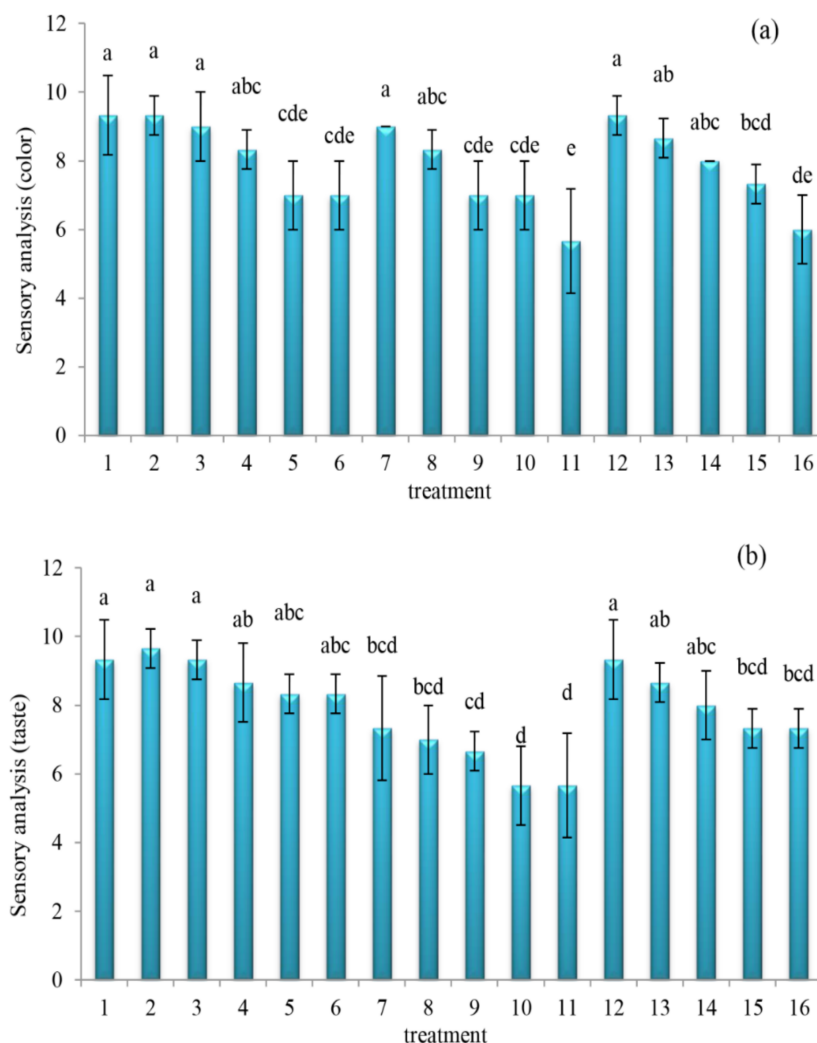 (a)
12
10
8
6
4
2
0
Sensory analysis (color)
a a a abc cde cde a abc cde cde e a ab abc bcd de
1 2 3 4 5 6 7 8 9 10 11 12 13 14 15 16
treatment
(b)
12
10
8
6
4
2
0
Sensory analysis (taste)
a a a ab abc abc bcd bcd cd d d a ab abc bcd bcd
1 2 3 4 5 6 7 8 9 10 11 12 13 14 15 16
treatment